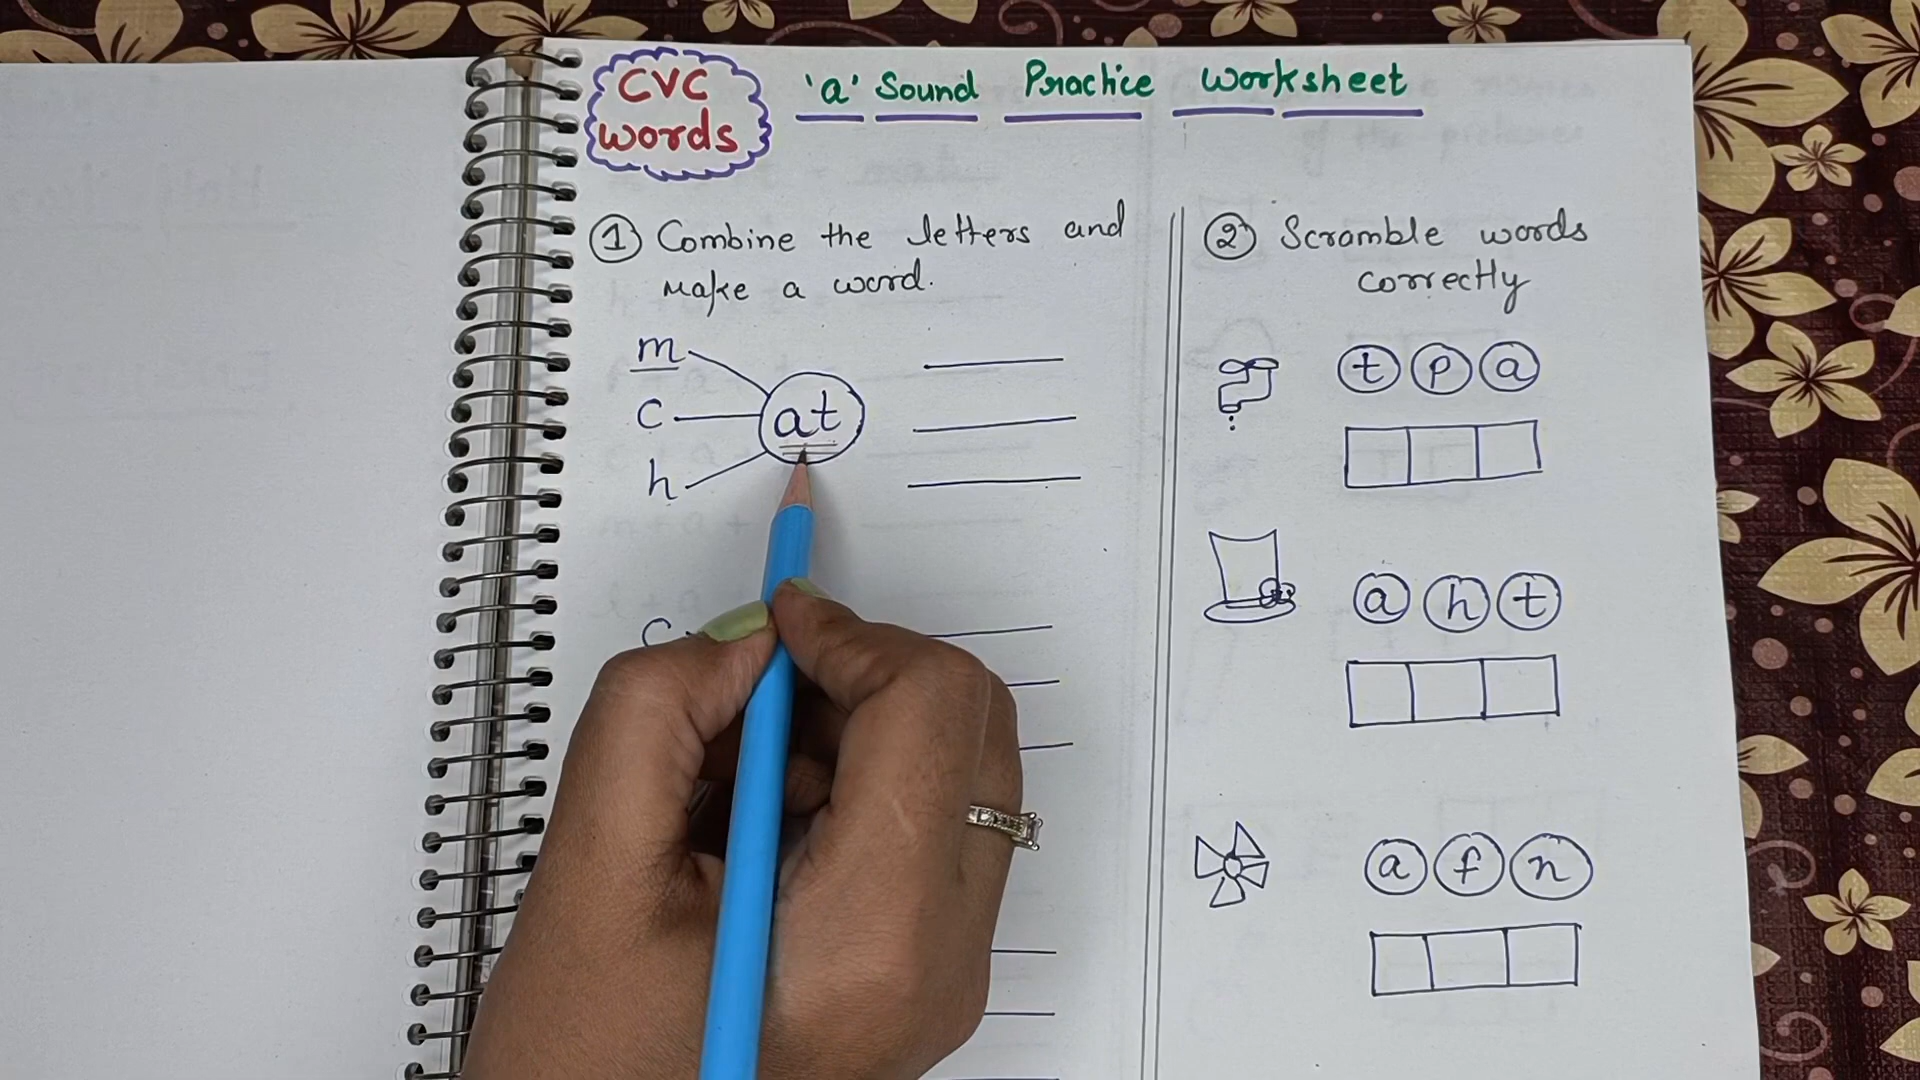 CVC
words
'a' Sound Practice Worksheet
① Combine the letters and
make a word.
m
c
h
at
c
② Scramble words
correctly
t p a
a h t
a f n